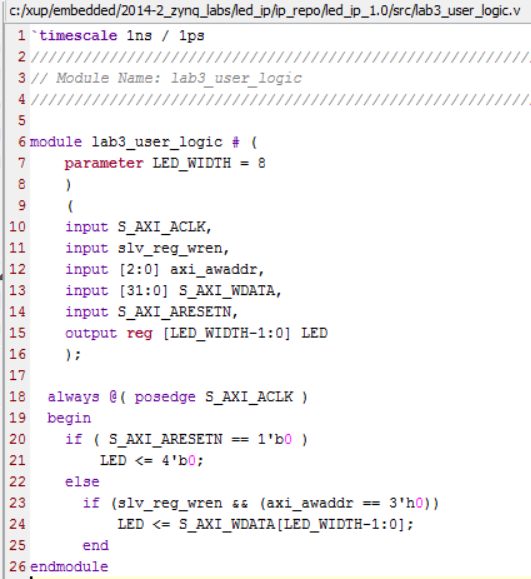 c:/xup/embedded/2014-2_zynq_labs/led_ip/ip_repo/led_ip_1.0/src/lab3_user_logic.v
1 `timescale 1ns / 1ps
2 //////////////////////////////////////////////////////////
3 // Module Name: lab3_user_logic
4 //////////////////////////////////////////////////////////
5
6 module lab3_user_logic # (
7     parameter LED_WIDTH = 8
8     )
9     (
10     input S_AXI_ACLK,
11     input slv_reg_wren,
12     input [2:0] axi_awaddr,
13     input [31:0] S_AXI_WDATA,
14     input S_AXI_ARESETN,
15     output reg [LED_WIDTH-1:0] LED
16     );
17
18   always @( posedge S_AXI_ACLK )
19   begin
20     if ( S_AXI_ARESETN == 1'b0 )
21         LED <= 4'b0;
22     else
23       if (slv_reg_wren && (axi_awaddr == 3'h0))
24           LED <= S_AXI_WDATA[LED_WIDTH-1:0];
25       end
26 endmodule